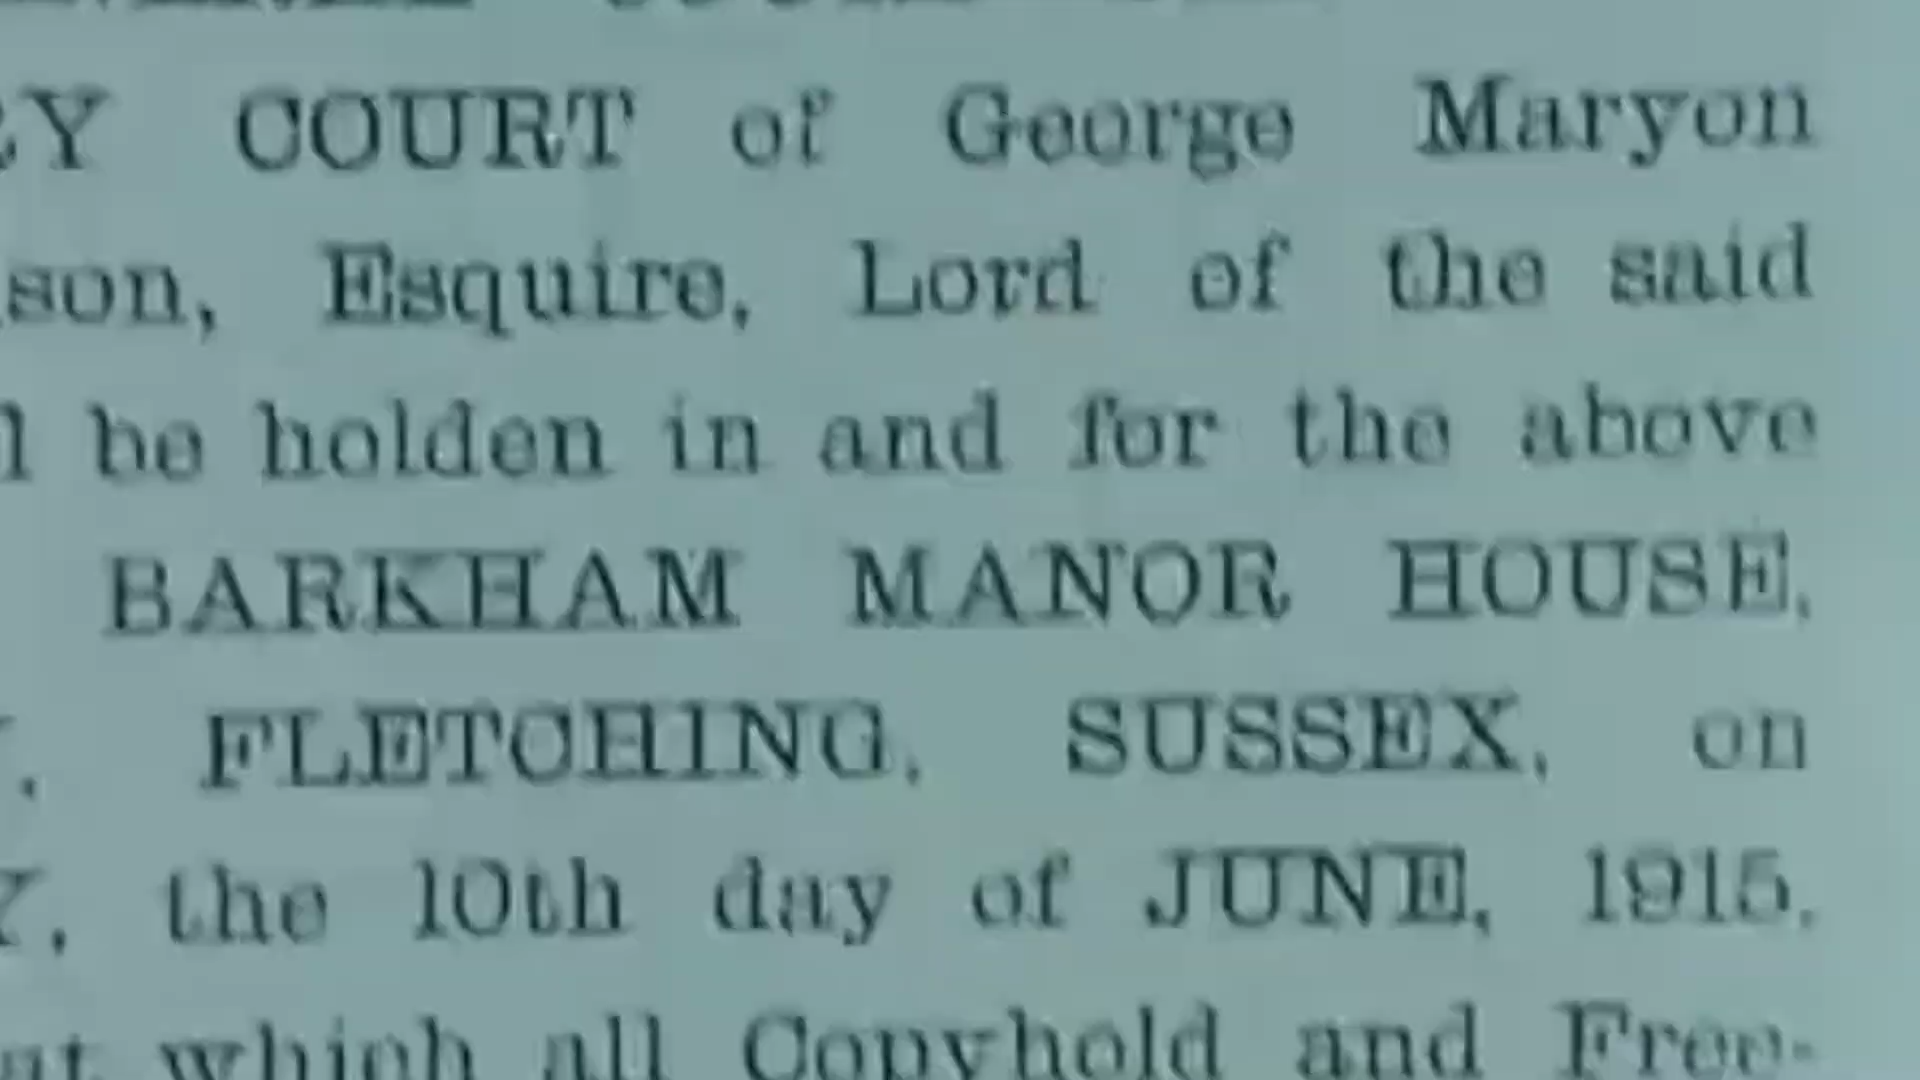 RY COURT of George Maryon
son, Esquire, Lord of the said
l be holden in and for the above
BARKHAM MANOR HOUSE,
FLETCHING, SUSSEX, on
Y, the 10th day of JUNE, 1915,
at which all Copyhold and Free-